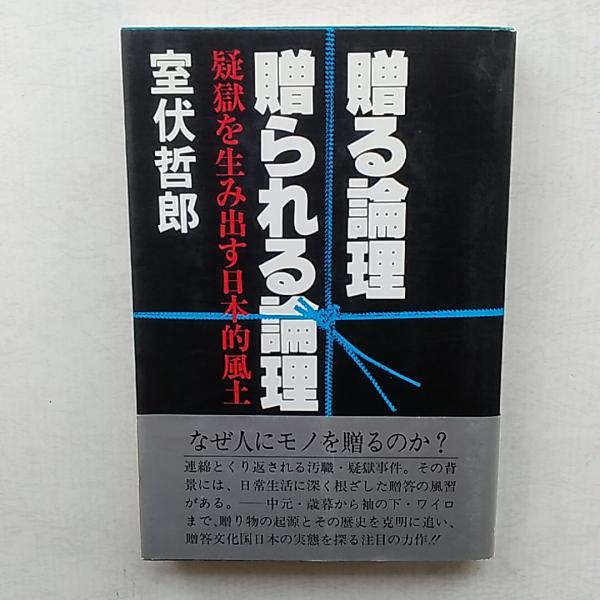 贈る論理
贈られる論理
疑獄を生み出す日本的風土
室伏哲郎
なぜ人にモノを贈るのか?
連綿とくり返される汚職・疑獄事件。その背
景には、日常生活に深く根ざした贈答の風習
がある。——中元・歳暮から袖の下・ワイロ
まで、贈り物の起源とその歴史を克明に追い、
贈答文化国日本の実態を探る注目の力作!!